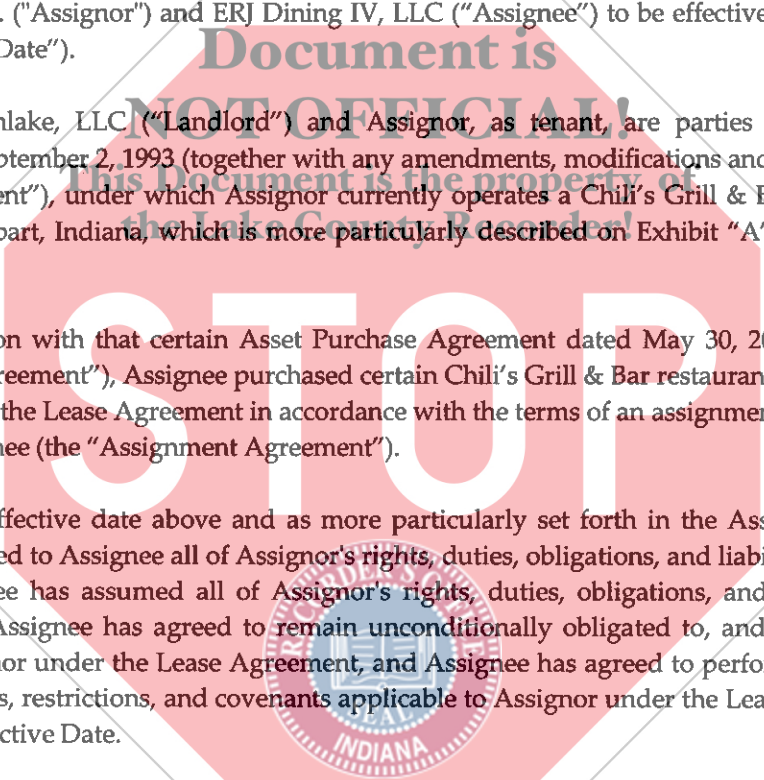 . ("Assignor") and ERJ Dining IV, LLC (“Assignee”) to be effective
Date”).
Document is
NOT OFFICIAL!
This Document is the property of
the Lake County Recorder!
hlake, LLC (“Landlord”) and Assignor, as tenant, are parties
ptember 2, 1993 (together with any amendments, modifications and
ent”), under which Assignor currently operates a Chili’s Grill & B
part, Indiana, which is more particularly described on Exhibit “A”
STOP
on with that certain Asset Purchase Agreement dated May 30, 20
reement”), Assignee purchased certain Chili’s Grill & Bar restauran
the Lease Agreement in accordance with the terms of an assignmen
nee (the “Assignment Agreement”).
ffective date above and as more particularly set forth in the Ass
ed to Assignee all of Assignor's rights, duties, obligations, and liabi
ee has assumed all of Assignor's rights, duties, obligations, and
Assignee has agreed to remain unconditionally obligated to, and
nor under the Lease Agreement, and Assignee has agreed to perfor
s, restrictions, and covenants applicable to Assignor under the Lea
ctive Date.
RECORDER'S OFFICE
SEAL
INDIANA